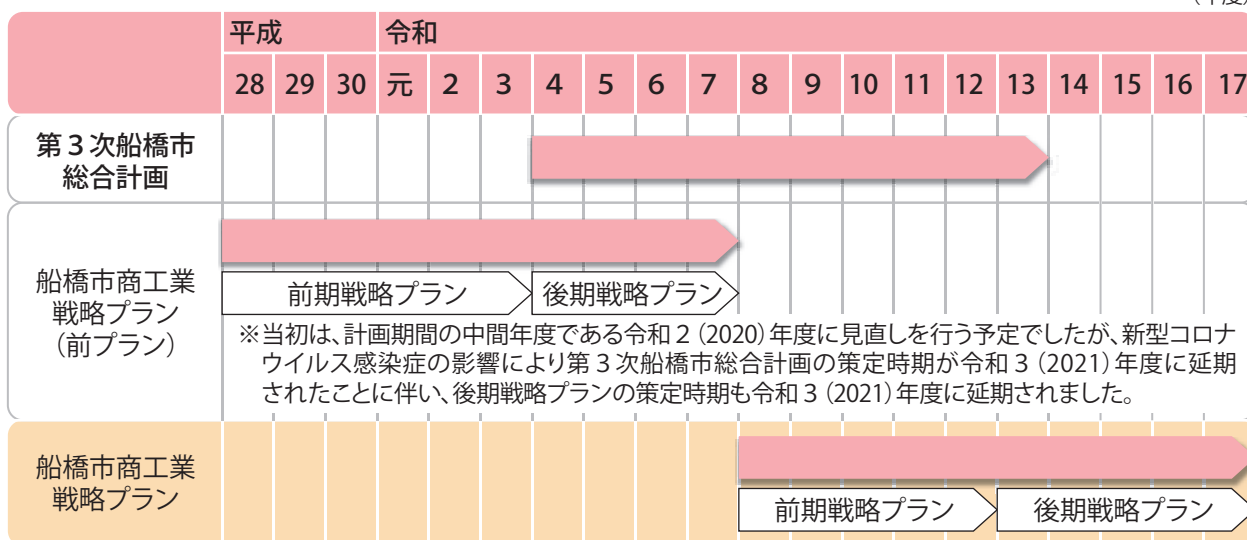 （年度）
平成 令和
28 29 30 元 2 3 4 5 6 7 8 9 10 11 12 13 14 15 16 17
第３次船橋市
総合計画
船橋市商工業
戦略プラン
（前プラン）
前期戦略プラン 後期戦略プラン
※当初は、計画期間の中間年度である令和２（2020）年度に見直しを行う予定でしたが、新型コロナ
ウイルス感染症の影響により第３次船橋市総合計画の策定時期が令和３（2021）年度に延期
されたことに伴い、後期戦略プランの策定時期も令和３（2021）年度に延期されました。
船橋市商工業
戦略プラン
前期戦略プラン 後期戦略プラン